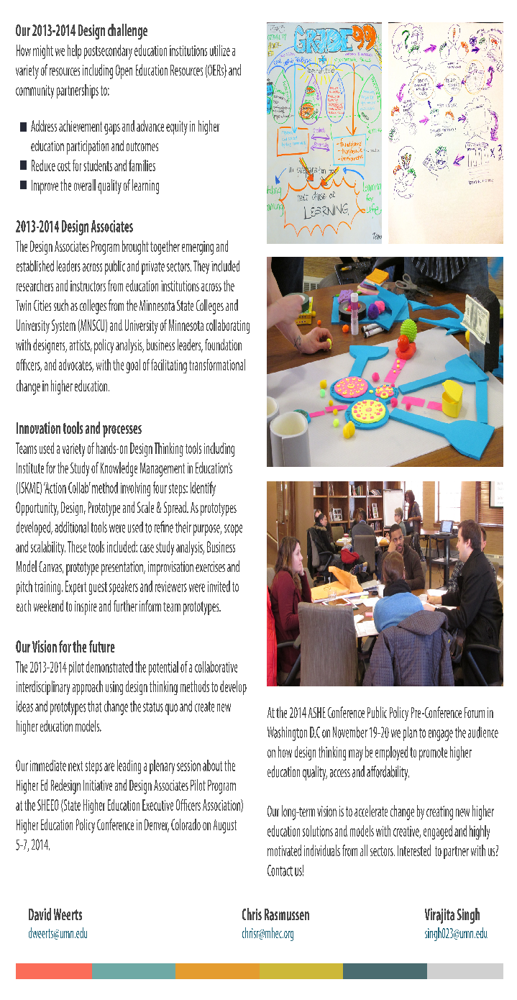 Our 2013-2014 Design challenge
How might we help postsecondary education institutions utilize a
variety of resources including Open Education Resources (OERs) and
community partnerships to:
Address achievement gaps and advance equity in higher
education participation and outcomes
Reduce cost for students and families
Improve the overall quality of learning
2013-2014 Design Associates
The Design Associates Program brought together emerging and
established leaders across public and private sectors. They included
researchers and instructors from education institutions across the
Twin Cities such as colleges from the Minnesota State Colleges and
University System (MNSCU) and University of Minnesota collaborating
with designers, artists, policy analysis, business leaders, foundation
officers, and advocates, with the goal of facilitating transformational
change in higher education.
Innovation tools and processes
Teams used a variety of hands-on Design Thinking tools including
Institute for the Study of Knowledge Management in Education's
(ISKME) 'Action Collab' method involving four steps: Identify
Opportunity, Design, Prototype and Scale & Spread. As prototypes
developed, additional tools were used to refine their purpose, scope
and scalability. These tools included: case study analysis, Business
Model Canvas, prototype presentation, improvisation exercises and
pitch training. Expert guest speakers and reviewers were invited to
each weekend to inspire and further inform team prototypes.
Our Vision for the future
The 2013-2014 pilot demonstrated the potential of a collaborative
interdisciplinary approach using design thinking methods to develop
ideas and prototypes that change the status quo and create new
higher education models.
Our immediate next steps are leading a plenary session about the
Higher Ed Redesign Initiative and Design Associates Pilot Program
at the SHEEO (State Higher Education Executive Officers Association)
Higher Education Policy Conference in Denver, Colorado on August
5-7, 2014.
GRADE 99
next phase of
LEARNING
Learning
for
Life
At the 2014 ASHE Conference Public Policy Pre-Conference Forum in
Washington D.C on November 19-20 we plan to engage the audience
on how design thinking may be employed to promote higher
education quality, access and affordability.
Our long-term vision is to accelerate change by creating new higher
education solutions and models with creative, engaged and highly
motivated individuals from all sectors. Interested to partner with us?
Contact us!
David Weerts
dweerts@umn.edu
Chris Rasmussen
chrisr@mhec.org
Virajita Singh
singh023@umn.edu